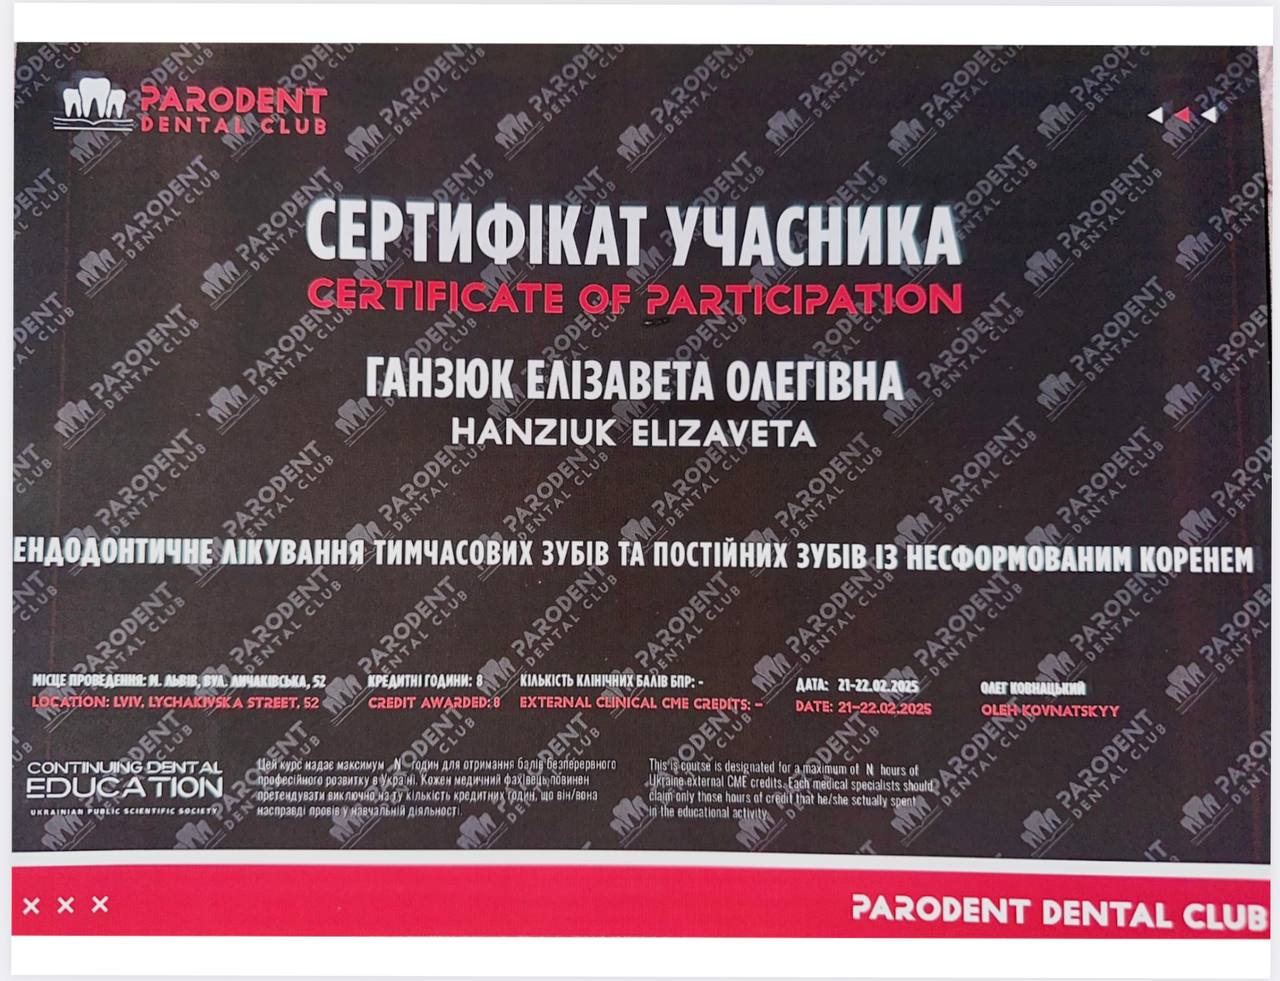 PARODENT
DENTAL CLUB
СЕРТИФІКАТ УЧАСНИКА
CERTIFICATE OF PARTICIPATION
ГАНЗЮК ЕЛІЗАВЕТА ОЛЕГІВНА
HANZIUK ELIZAVETA
ЕНДОДОНТИЧНЕ ЛІКУВАННЯ ТИМЧАСОВИХ ЗУБІВ ТА ПОСТІЙНИХ ЗУБІВ ІЗ НЕСФОРМОВАНИМ КОРЕНЕМ
МІСЦЕ ПРОВЕДЕННЯ: М. ЛЬВІВ, ВУЛ. ЛИЧАКІВСЬКА, 52
LOCATION: LVIV, LYCHAKIVSKA STREET, 52
КРЕДИТНІ ГОДИНИ: 8
CREDIT AWARDED: 8
КІЛЬКІСТЬ КЛІНІЧНИХ БАЛІВ БПР: -
EXTERNAL CLINICAL CME CREDITS: -
ДАТА: 21-22.02.2025
DATE: 21-22.02.2025
ОЛЕГ КОВНАЦЬКИЙ
OLEH KOVNATSKYY
CONTINUING DENTAL
EDUCATION
UKRAINIAN PUBLIC SCIENTIFIC SOCIETY
Цей курс надає максимум _N_ годин для отримання балів безперервного
професійного розвитку в Україні. Кожен медичний фахівець повинен
претендувати виключно на ту кількість кредитних годин, що він/вона
насправді провів у навчальній діяльності.
This is course is designated for a maximum of N hours of
Ukraine external CME credits. Each medical specialists should
claim only those hours of credit that he/she sctually spent
in the educational activity.
× × ×
PARODENT DENTAL CLUB